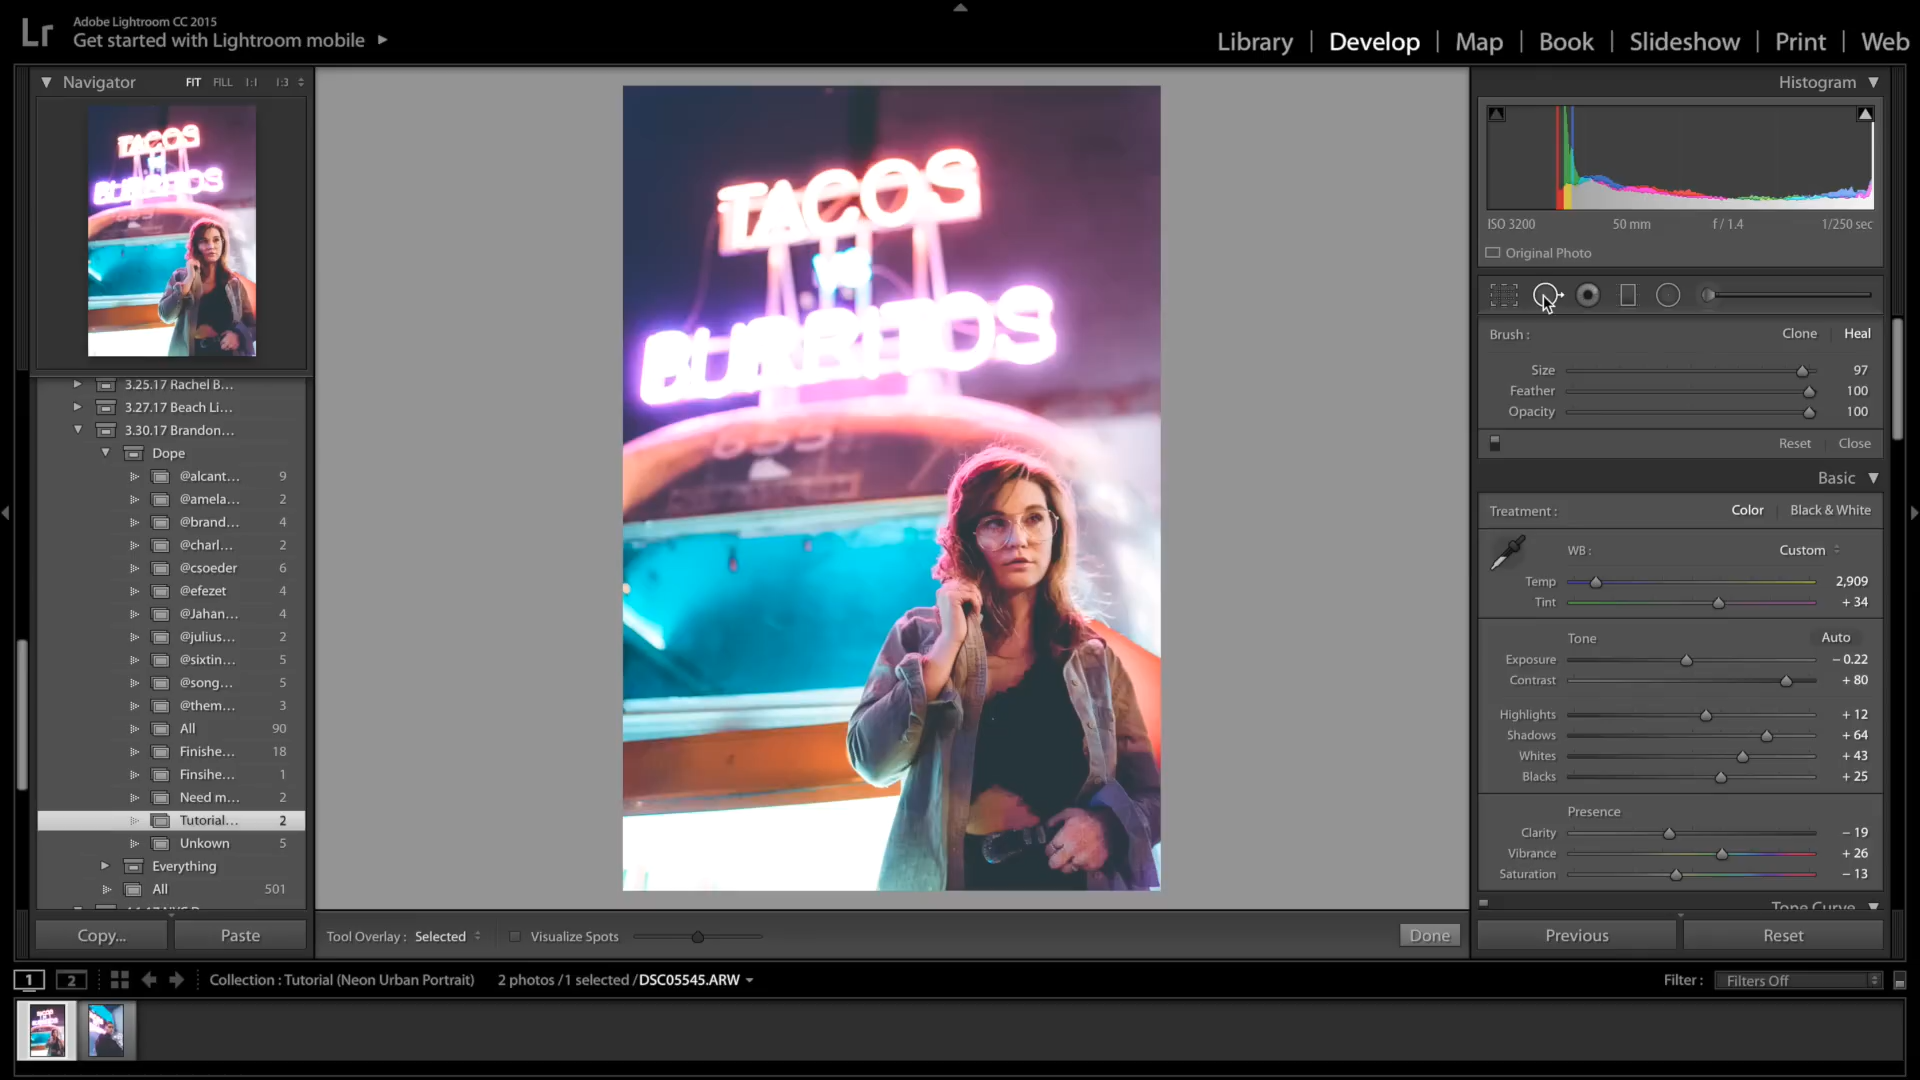 Lr
Adobe Lightroom CC 2015
Get started with Lightroom mobile
Library | Develop | Map | Book | Slideshow | Print | Web
Navigator FIT FILL 1:1 1:3
TACOS
BURRITOS
3.25.17 Rachel B...
3.27.17 Beach Li...
3.30.17 Brandon...
Dope
@alcant... 9
@amela... 2
@brand... 4
@charl... 2
@csoeder 6
@efezet 4
@Jahan... 4
@julius... 2
@sixtin... 5
@song... 5
@them... 3
All 90
Finishe... 18
Finsihe... 1
Need m... 2
Tutorial... 2
Unkown 5
Everything
All 501
Copy... Paste
TACOS
VS
BURRITOS
Tool Overlay : Selected Visualize Spots Done
Histogram
ISO 3200 50 mm f / 1.4 1/250 sec
Original Photo
Brush : Clone Heal
Size 97
Feather 100
Opacity 100
Reset Close
Basic
Treatment : Color Black & White
WB : Custom
Temp 2,909
Tint + 34
Tone Auto
Exposure – 0.22
Contrast + 80
Highlights + 12
Shadows + 64
Whites + 43
Blacks + 25
Presence
Clarity – 19
Vibrance + 26
Saturation – 13
Tone Curve
Previous Reset
1 2 Collection : Tutorial (Neon Urban Portrait) 2 photos / 1 selected / DSC05545.ARW Filter : Filters Off